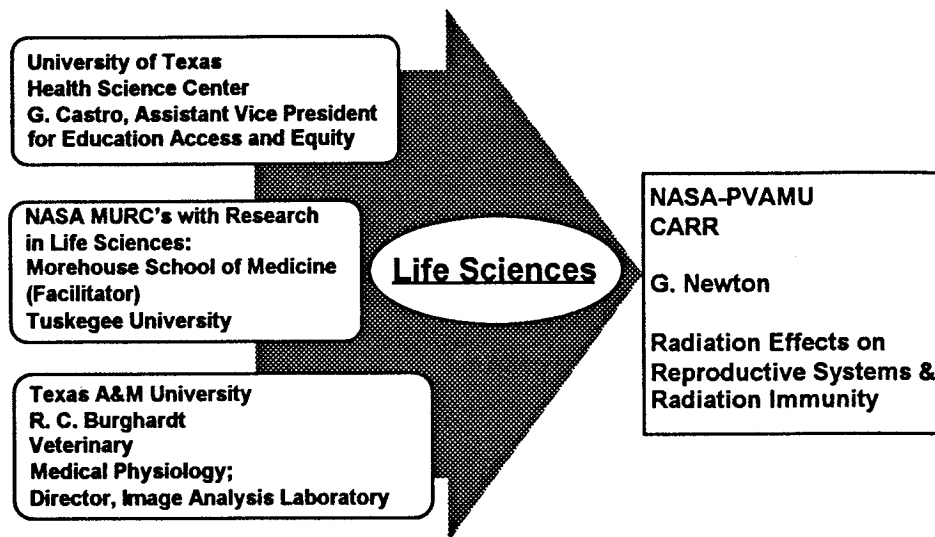 University of Texas
Health Science Center
G. Castro, Assistant Vice President
for Education Access and Equity
NASA MURC's with Research
in Life Sciences:
Morehouse School of Medicine
(Facilitator)
Tuskegee University
Texas A&M University
R. C. Burghardt
Veterinary
Medical Physiology;
Director, Image Analysis Laboratory
Life Sciences
NASA-PVAMU
CARR
G. Newton
Radiation Effects on
Reproductive Systems &
Radiation Immunity